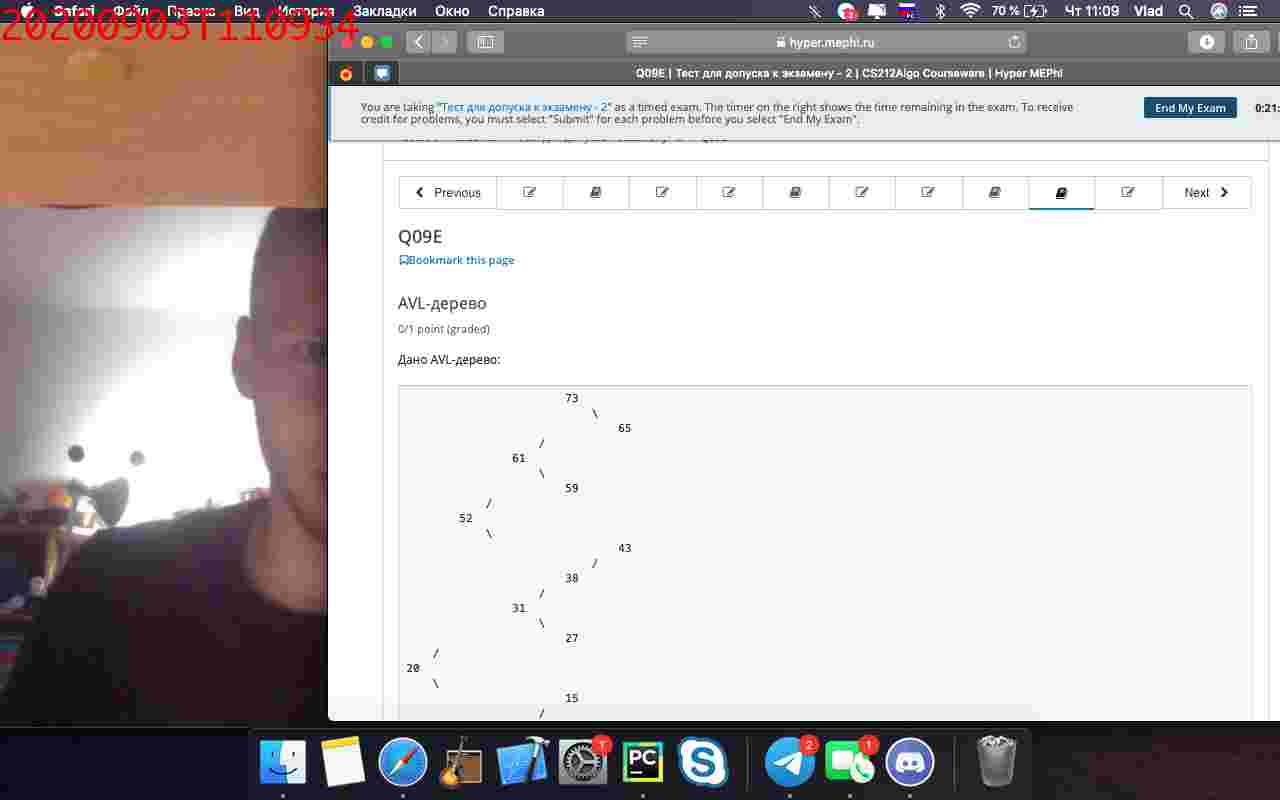 20200903T110934
Safari Файл Правка Вид История Закладки Окно Справка
2 70 % Чт 11:09 Vlad
hyper.mephi.ru
Q09E | Тест для допуска к экзамену - 2 | CS212Algo Courseware | Hyper MEPhI
You are taking "Тест для допуска к экзамену - 2" as a timed exam. The timer on the right shows the time remaining in the exam. To receive
credit for problems, you must select "Submit" for each problem before you select "End My Exam".
End My Exam
0:21:
Previous
Next
Q09E
Bookmark this page
AVL-дерево
0/1 point (graded)
Дано AVL-дерево:
73
\
65
/
61
\
59
/
52
\
43
/
38
/
31
\
27
/
20
\
15
/
1
PC
S
2
1